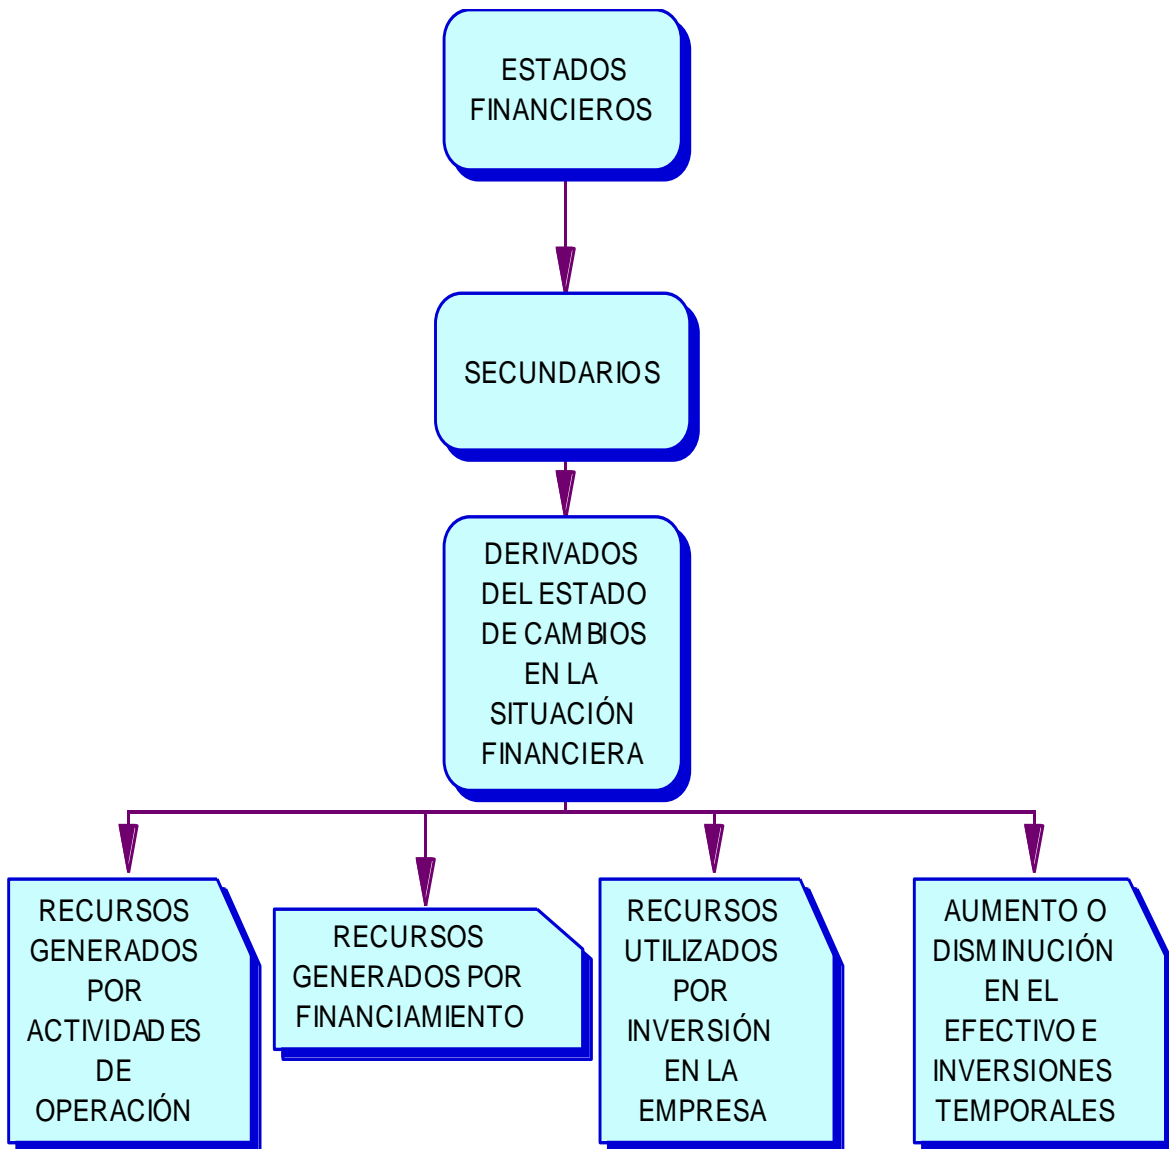 ESTADOS
FINANCIEROS
SECUNDARIOS
DERIVADOS
DEL ESTADO
DE CAMBIOS
EN LA
SITUACIÓN
FINANCIERA
RECURSOS
GENERADOS
POR
ACTIVIDADES
DE
OPERACIÓN
RECURSOS
GENERADOS POR
FINANCIAMIENTO
RECURSOS
UTILIZADOS
POR
INVERSIÓN
EN LA
EMPRESA
AUMENTO O
DISMINUCIÓN
EN EL
EFECTIVO E
INVERSIONES
TEMPORALES